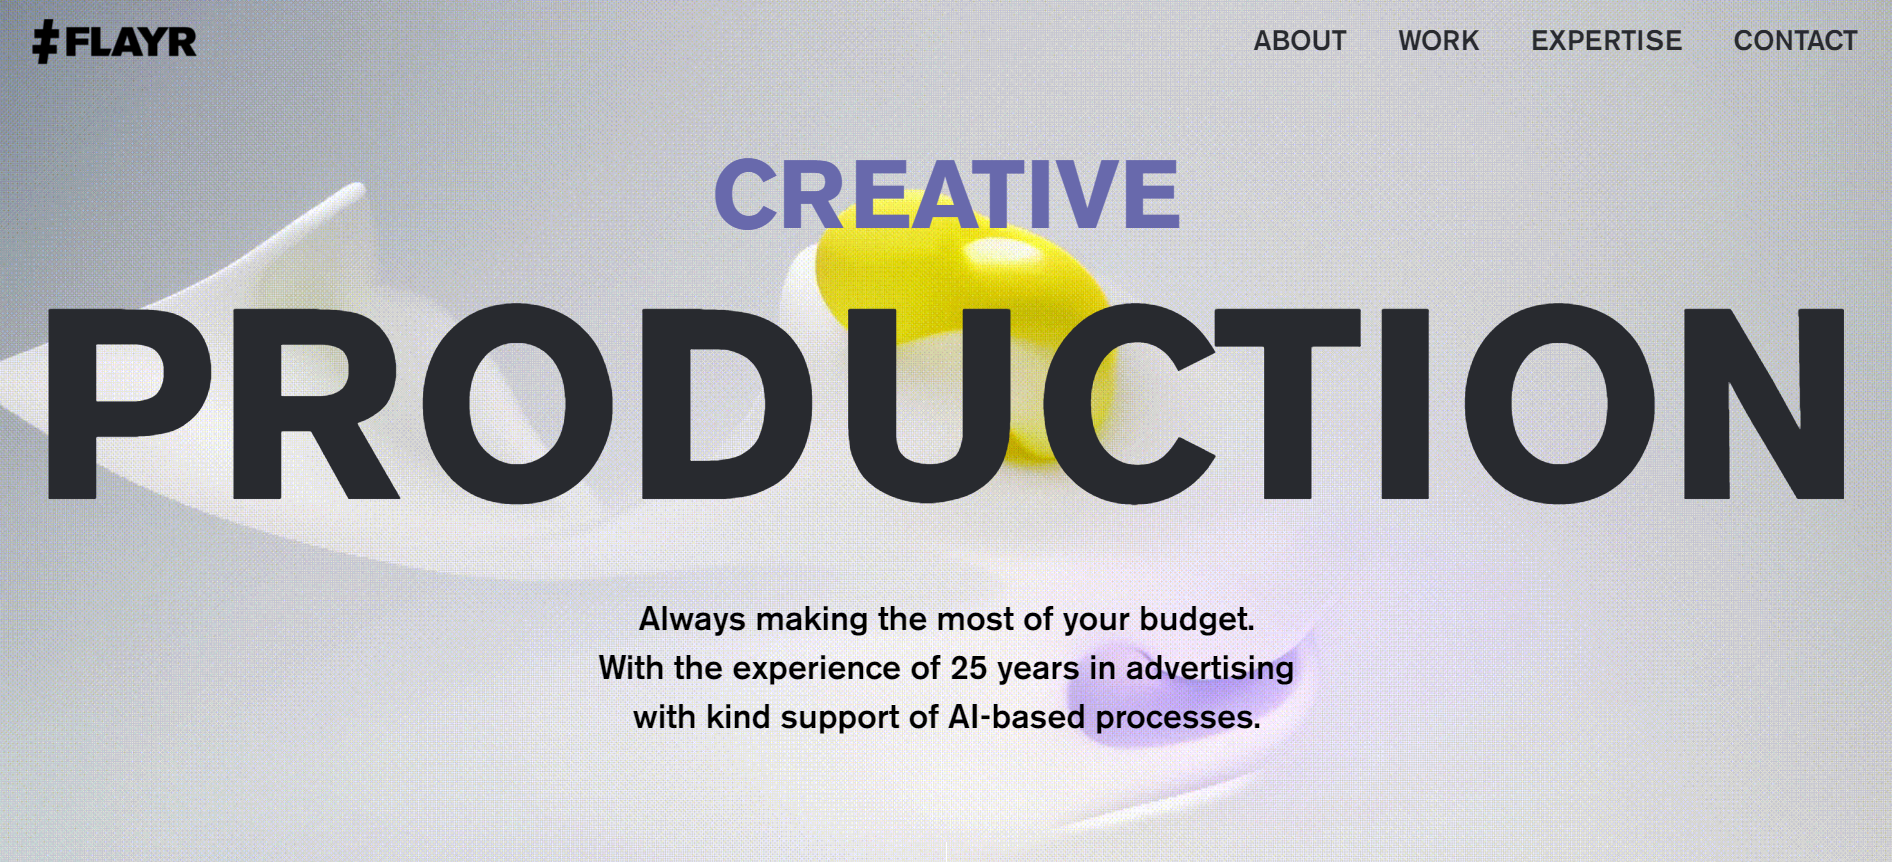 #FLAYR
ABOUT WORK EXPERTISE CONTACT
CREATIVE
PRODUCTION
Always making the most of your budget.
With the experience of 25 years in advertising
with kind support of AI-based processes.